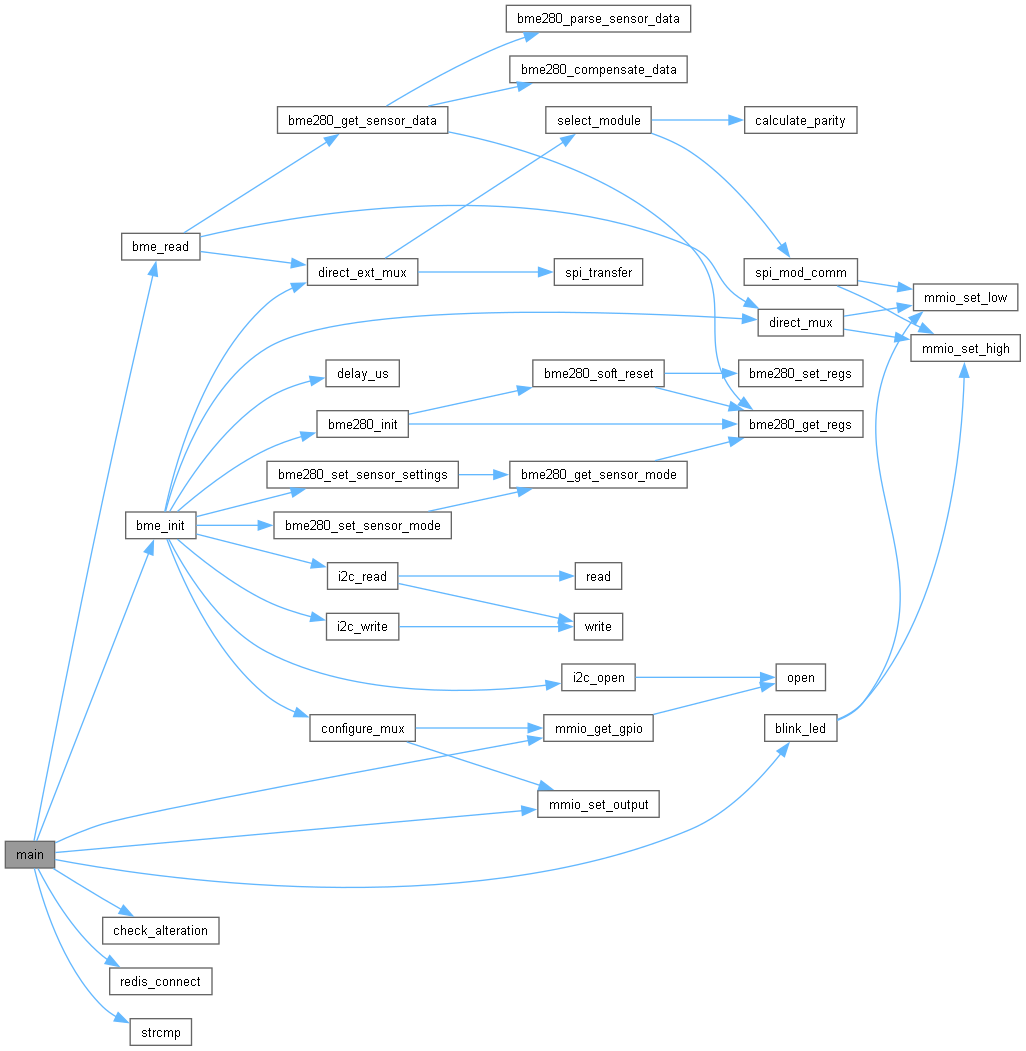 bme280_parse_sensor_data
bme280_compensate_data
bme280_get_sensor_data
select_module
calculate_parity
bme_read
direct_ext_mux
spi_transfer
spi_mod_comm
mmio_set_low
direct_mux
mmio_set_high
delay_us
bme280_soft_reset
bme280_set_regs
bme280_init
bme280_get_regs
bme280_set_sensor_settings
bme280_get_sensor_mode
bme_init
bme280_set_sensor_mode
i2c_read
read
i2c_write
write
i2c_open
open
configure_mux
mmio_get_gpio
blink_led
mmio_set_output
main
check_alteration
redis_connect
strcmp